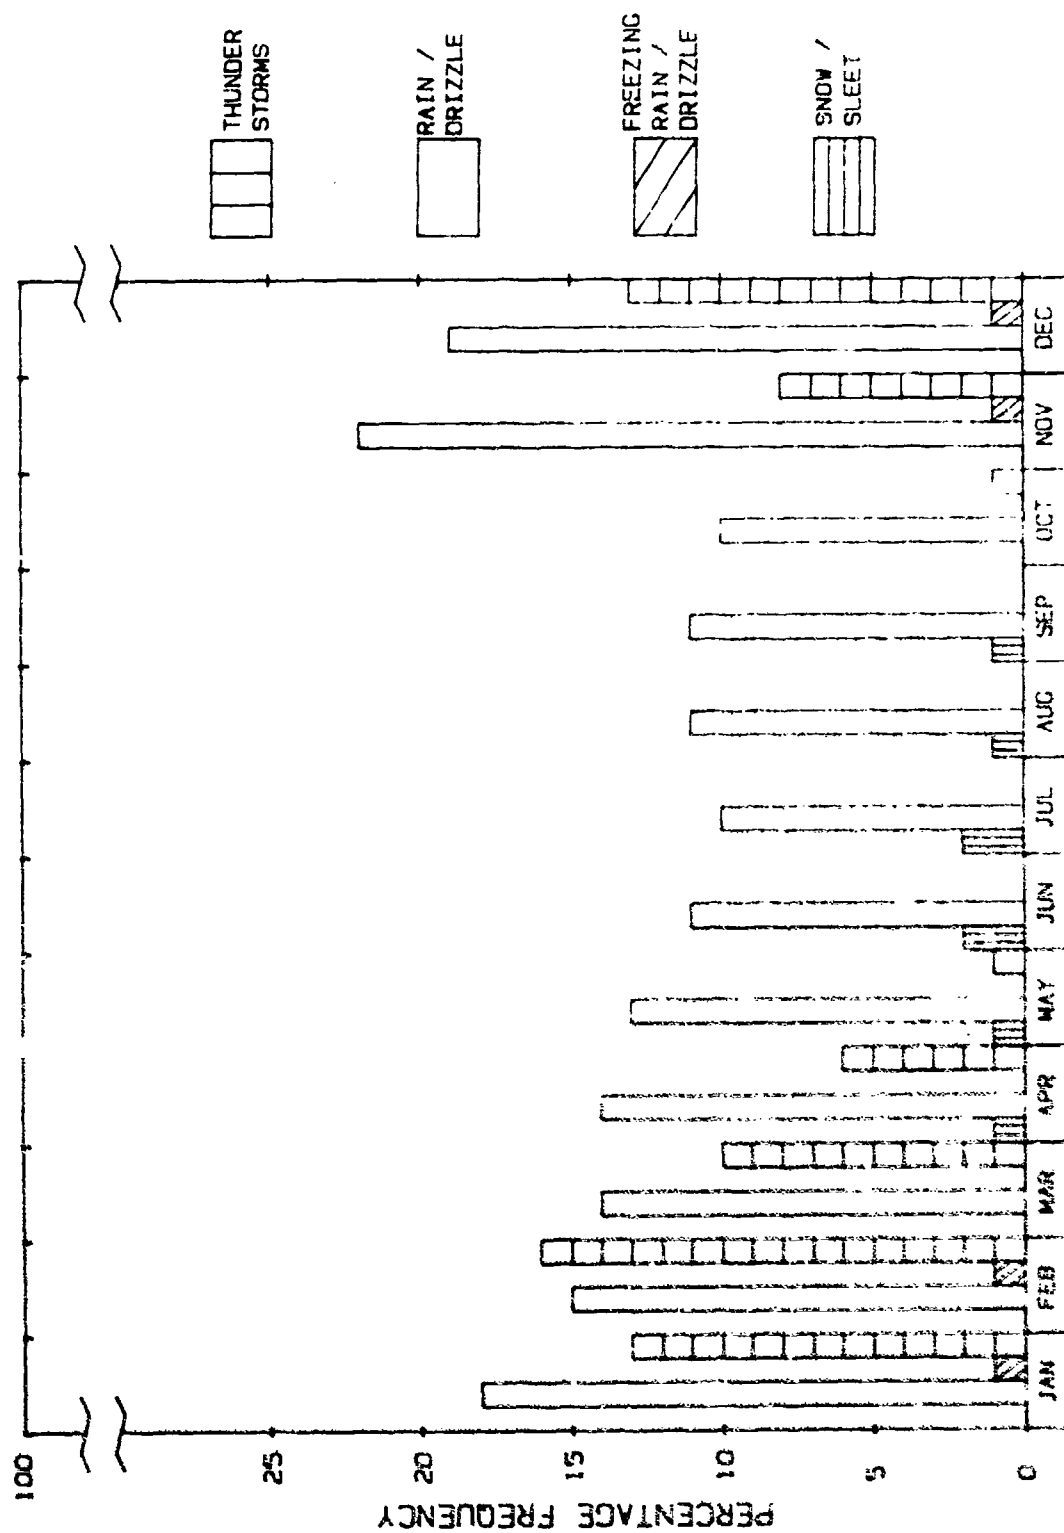 PERCENTAGE FREQUENCY
100
25
20
15
10
5
0
JAN
FEB
MAR
APR
MAY
JUN
JUL
AUG
SEP
OCT
NOV
DEC
THUNDER
STORMS
RAIN /
DRIZZLE
FREEZING
RAIN /
DRIZZLE
SNOW /
SLEET